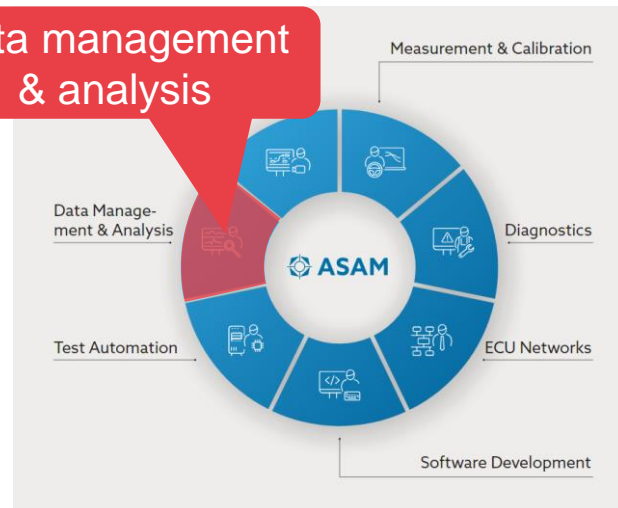 ta management
& analysis
Measurement & Calibration
Data Manage-
ment & Analysis
Diagnostics
ASAM
Test Automation
ECU Networks
</>
Software Development